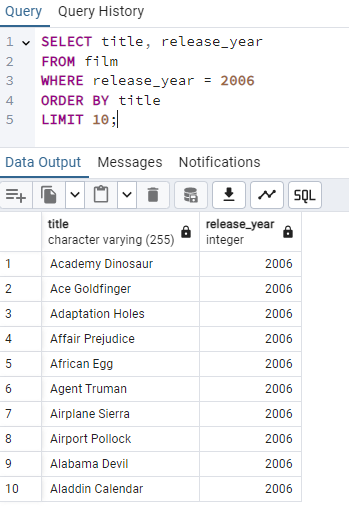 Query Query History
1 SELECT title, release_year
2 FROM film
3 WHERE release_year = 2006
4 ORDER BY title
5 LIMIT 10;
Data Output Messages Notifications
SQL
title release_year
character varying (255) integer
1 Academy Dinosaur 2006
2 Ace Goldfinger 2006
3 Adaptation Holes 2006
4 Affair Prejudice 2006
5 African Egg 2006
6 Agent Truman 2006
7 Airplane Sierra 2006
8 Airport Pollock 2006
9 Alabama Devil 2006
10 Aladdin Calendar 2006